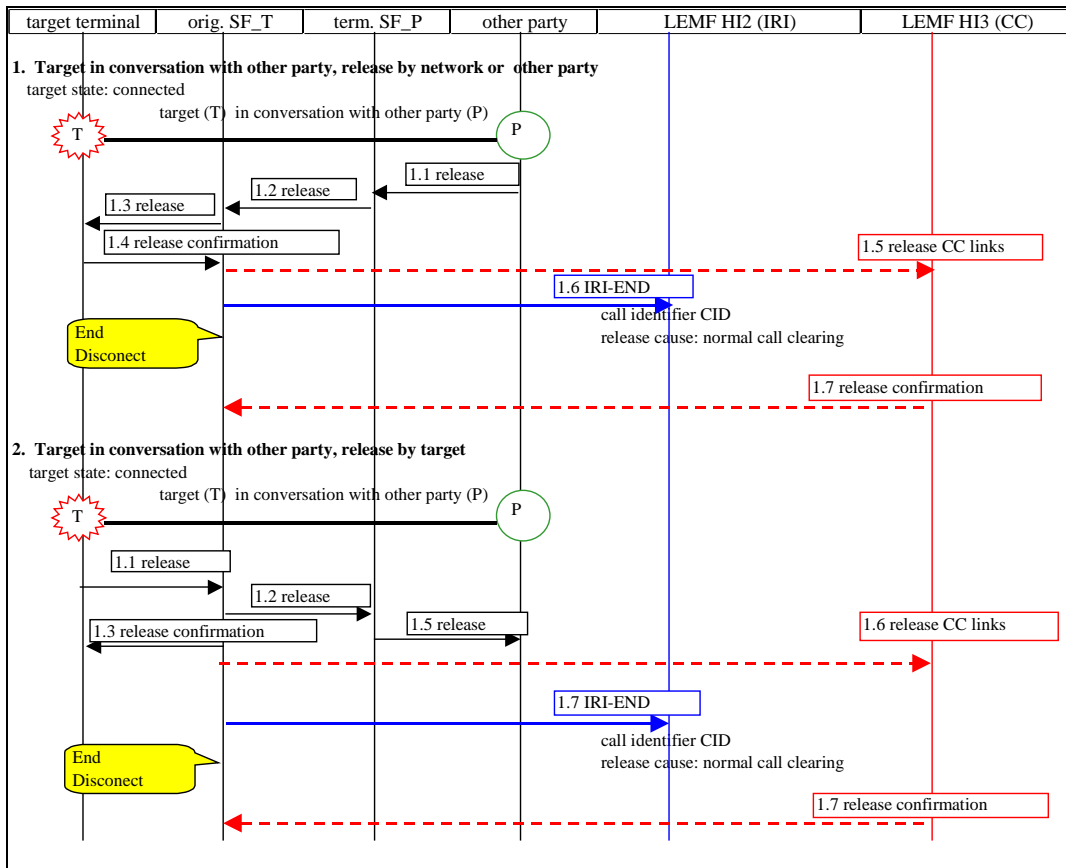 target terminal orig. SF_T term. SF_P other party LEMF HI2 (IRI) LEMF HI3 (CC)
1. Target in conversation with other party, release by network or other party
target state: connected
target (T) in conversation with other party (P)
T
P
1.1 release
1.2 release
1.3 release
1.4 release confirmation
1.5 release CC links
1.6 IRI-END
call identifier CID
release cause: normal call clearing
End
Disconect
1.7 release confirmation
2. Target in conversation with other party, release by target
target state: connected
target (T) in conversation with other party (P)
T
P
1.1 release
1.2 release
1.3 release confirmation
1.5 release
1.6 release CC links
1.7 IRI-END
call identifier CID
release cause: normal call clearing
End
Disconect
1.7 release confirmation